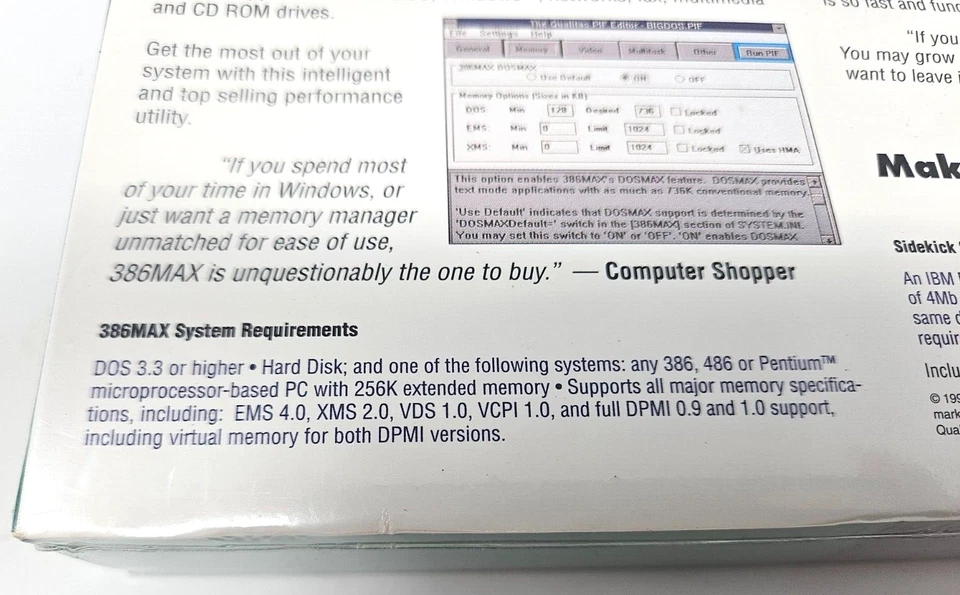 and CD ROM drives.
Get the most out of your
system with this intelligent
and top selling performance
utility.
"If you spend most
of your time in Windows, or
just want a memory manager
unmatched for ease of use,
386MAX is unquestionably the one to buy." — Computer Shopper
The Qualitas PIF Editor - BIGDOS.PIF
File Settings Help
General Memory Video Multitask Other Run PIF
386MAX DOSMAX
Use Default ON OFF
Memory Options (Sizes in KB)
DOS: Min 128 Desired 736 Locked
EMS: Min 0 Limit 1024 Locked
XMS: Min 0 Limit 1024 Locked Uses HMA
This option enables 386MAX's DOSMAX feature. DOSMAX provides
text mode applications with as much as 736K conventional memory.
'Use Default' indicates that DOSMAX support is determined by the
'DOSMAXDefault=' switch in the [386MAX] section of SYSTEM.INI.
You may set this switch to 'ON' or 'OFF'. 'ON' enables DOSMAX
386MAX System Requirements
DOS 3.3 or higher • Hard Disk; and one of the following systems: any 386, 486 or Pentium™
microprocessor-based PC with 256K extended memory • Supports all major memory specifica-
tions, including: EMS 4.0, XMS 2.0, VDS 1.0, VCPI 1.0, and full DPMI 0.9 and 1.0 support,
including virtual memory for both DPMI versions.
is so fast and
"If you
You may grow
want to leave
Mak
Sidekick
An IBM
of 4Mb
same
requir
Inclu
© 199
mark
Qua